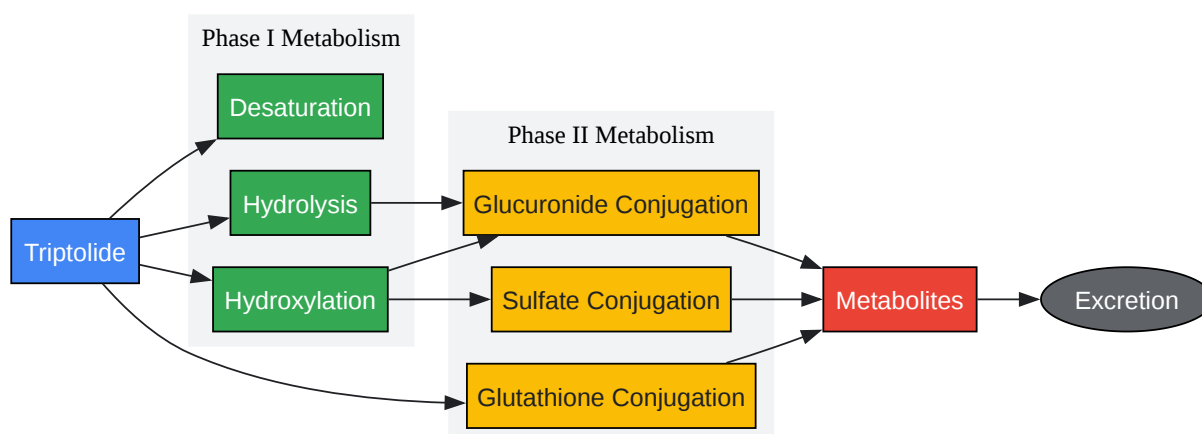 Phase I Metabolism
Desaturation
Hydrolysis
Hydroxylation
Triptolide
Phase II Metabolism
Glucuronide Conjugation
Sulfate Conjugation
Glutathione Conjugation
Metabolites
Excretion